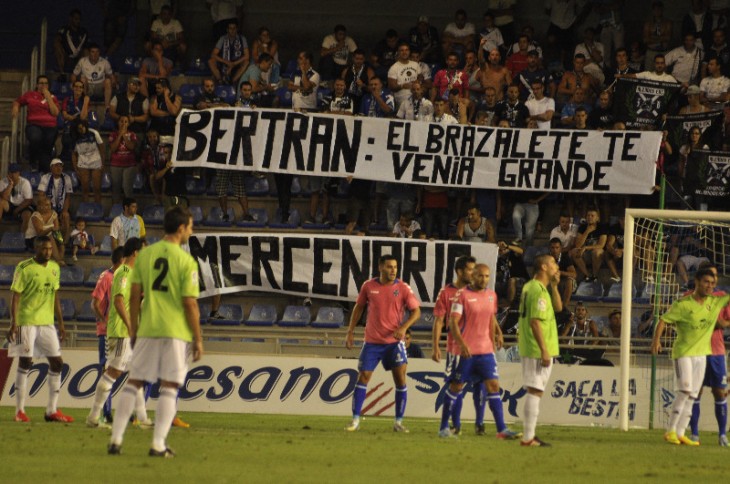 BERTRAN: EL BRAZALETE TE
VENIA GRANDE
MERCENARIO
SACA LA
BESTIA
2